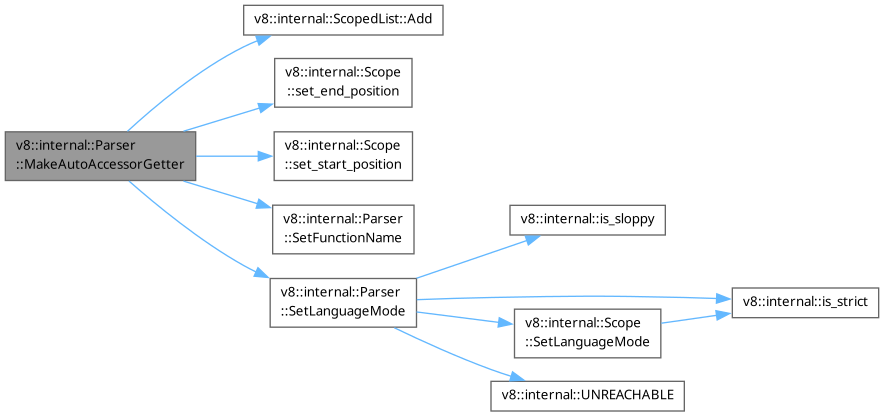 v8::internal::ScopedList::Add
v8::internal::Scope
::set_end_position
v8::internal::Parser
::MakeAutoAccessorGetter
v8::internal::Scope
::set_start_position
v8::internal::Parser
::SetFunctionName
v8::internal::is_sloppy
v8::internal::Parser
::SetLanguageMode
v8::internal::is_strict
v8::internal::Scope
::SetLanguageMode
v8::internal::UNREACHABLE